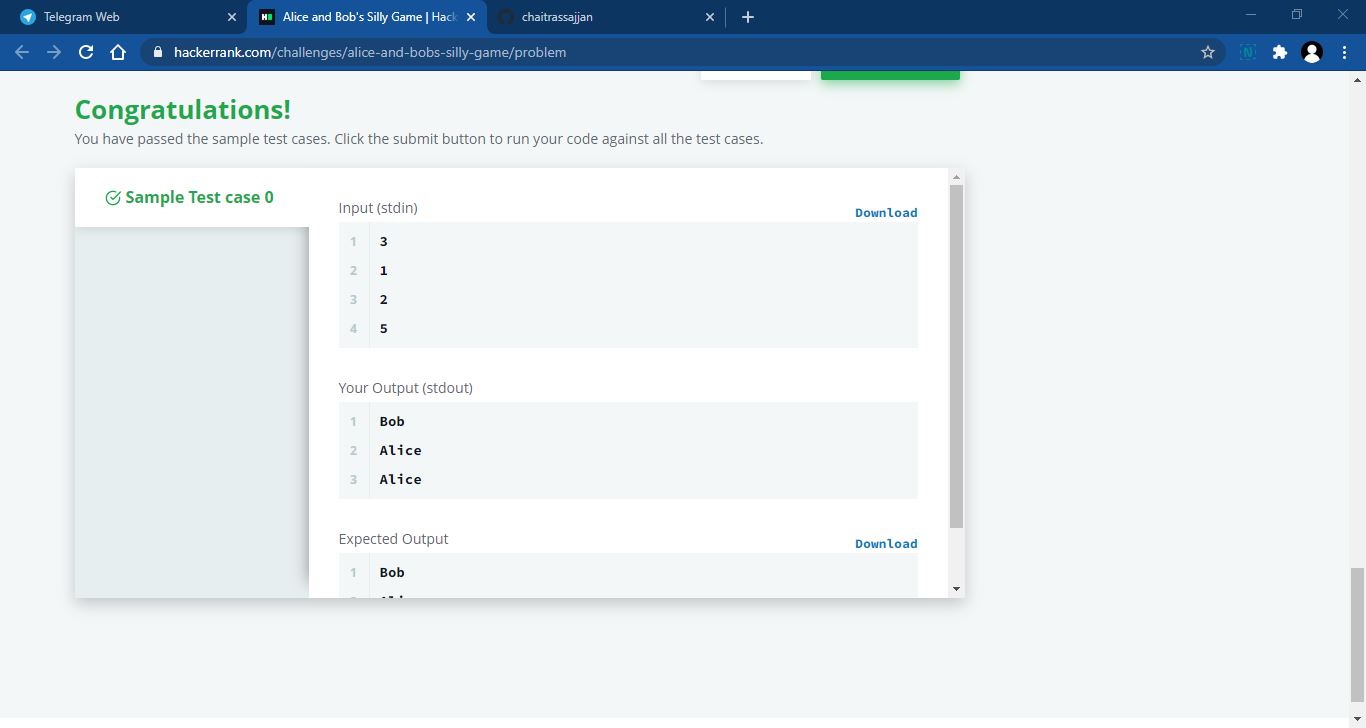 Telegram Web
Alice and Bob's Silly Game | Hack
chaitrassajjan
hackerrank.com/challenges/alice-and-bobs-silly-game/problem
Congratulations!
You have passed the sample test cases. Click the submit button to run your code against all the test cases.
Sample Test case 0
Input (stdin)
Download
1 3
2 1
3 2
4 5
Your Output (stdout)
1 Bob
2 Alice
3 Alice
Expected Output
Download
1 Bob